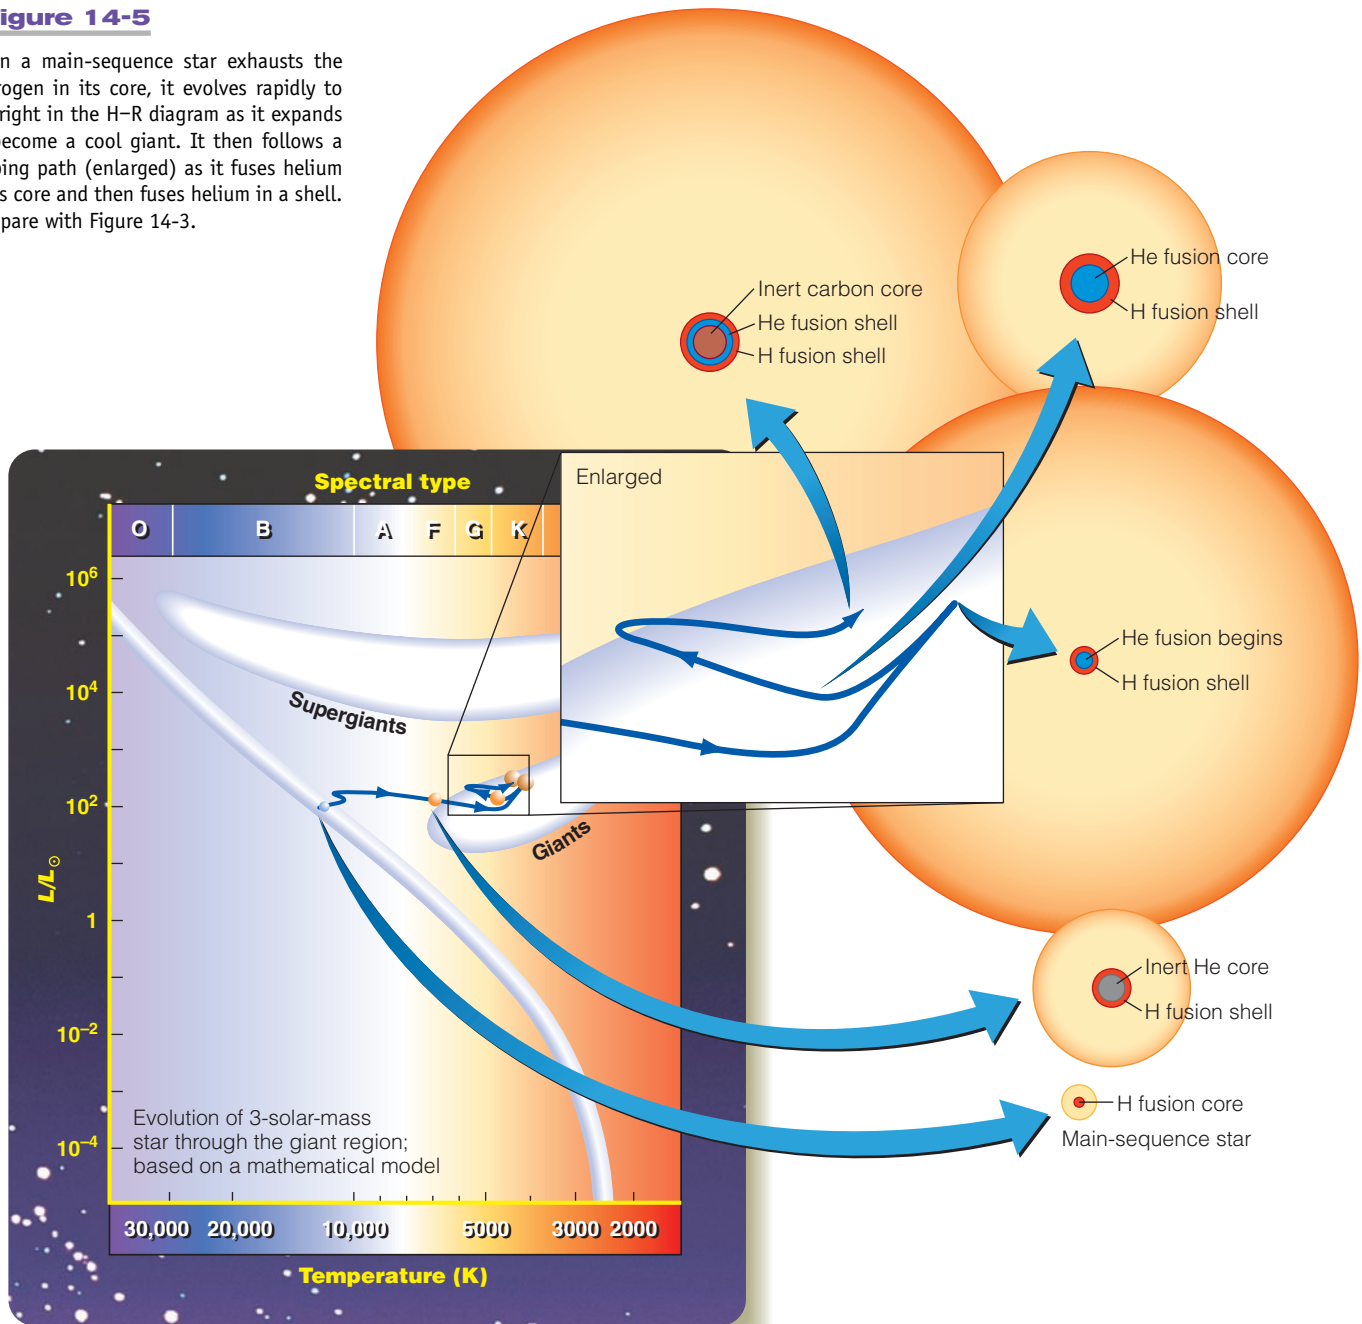 igure 14-5
n a main-sequence star exhausts the
rogen in its core, it evolves rapidly to
right in the H–R diagram as it expands
ecome a cool giant. It then follows a
ping path (enlarged) as it fuses helium
s core and then fuses helium in a shell.
pare with Figure 14-3.
He fusion core
H fusion shell
Inert carbon core
He fusion shell
H fusion shell
Enlarged
Spectral type
O B A F G K
10⁶
10⁴
10²
1
10⁻²
10⁻⁴
L/L☉
Supergiants
Giants
He fusion begins
H fusion shell
Inert He core
H fusion shell
H fusion core
Main-sequence star
Evolution of 3-solar-mass
star through the giant region;
based on a mathematical model
30,000 20,000 10,000 5000 3000 2000
Temperature (K)